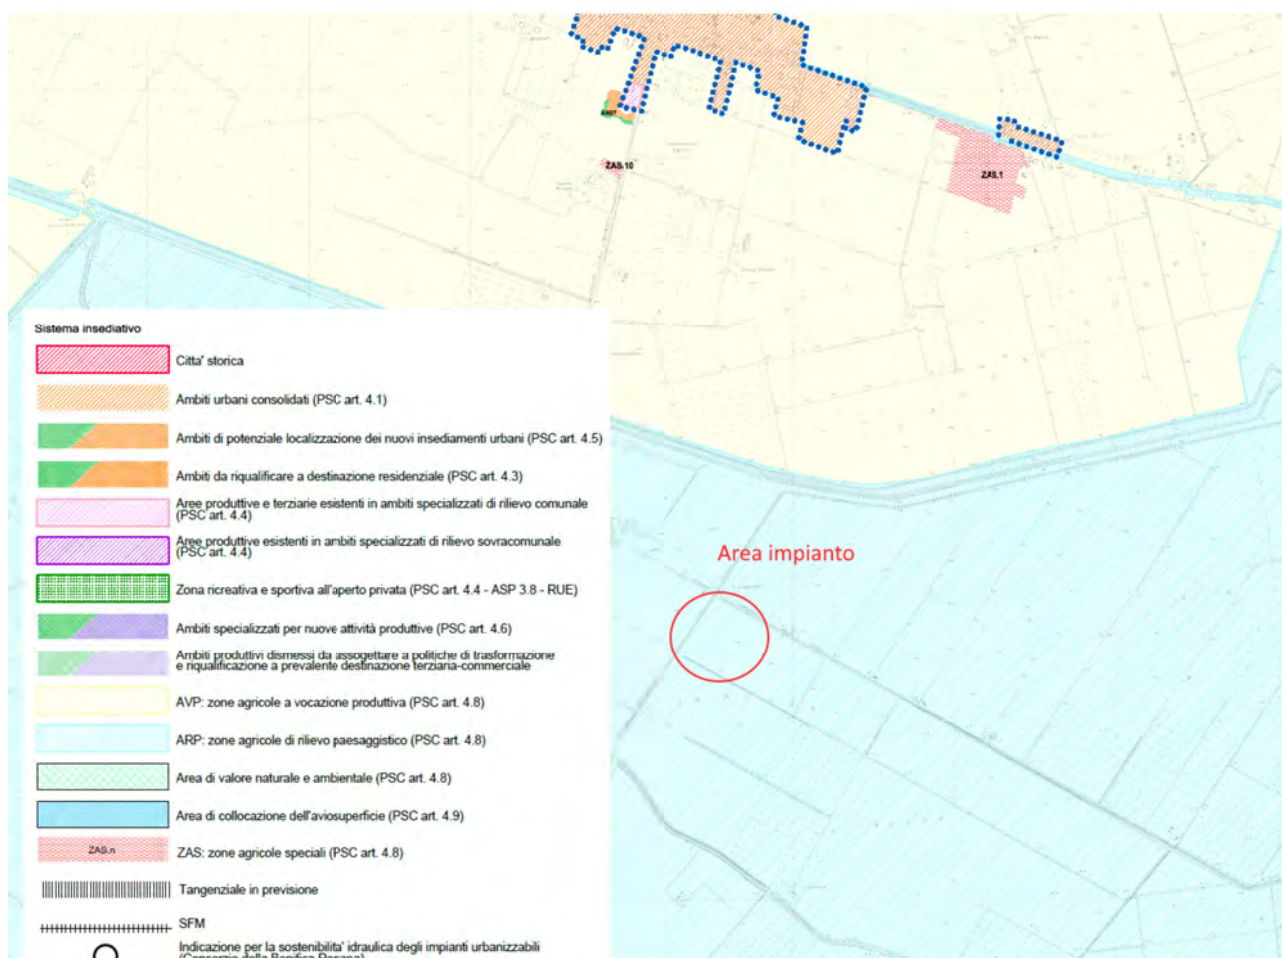 AN07
ZAS.10
ZAS.1
Sistema insediativo
Citta' storica
Ambiti urbani consolidati (PSC art. 4.1)
Ambiti di potenziale localizzazione dei nuovi insediamenti urbani (PSC art. 4.5)
Ambiti da riqualificare a destinazione residenziale (PSC art. 4.3)
Aree produttive e terziarie esistenti in ambiti specializzati di rilievo comunale
(PSC art. 4.4)
Aree produttive esistenti in ambiti specializzati di rilievo sovracomunale
(PSC art. 4.4)
Area impianto
Zona ricreativa e sportiva all'aperto privata (PSC art. 4.4 - ASP 3.8 - RUE)
Ambiti specializzati per nuove attività produttive (PSC art. 4.6)
Ambiti produttivi dismessi da assogettare a politiche di trasformazione
e riqualificazione a prevalente destinazione terziaria-commerciale
AVP: zone agricole a vocazione produttiva (PSC art. 4.8)
ARP: zone agricole di rilievo paesaggistico (PSC art. 4.8)
Area di valore naturale e ambientale (PSC art. 4.8)
Area di collocazione dell'aviosuperficie (PSC art. 4.9)
ZAS.n
ZAS: zone agricole speciali (PSC art. 4.8)
Tangenziale in previsione
SFM
Indicazione per la sostenibilita' idraulica degli impianti urbanizzabili
(Consorzio della Bonifica Renana)